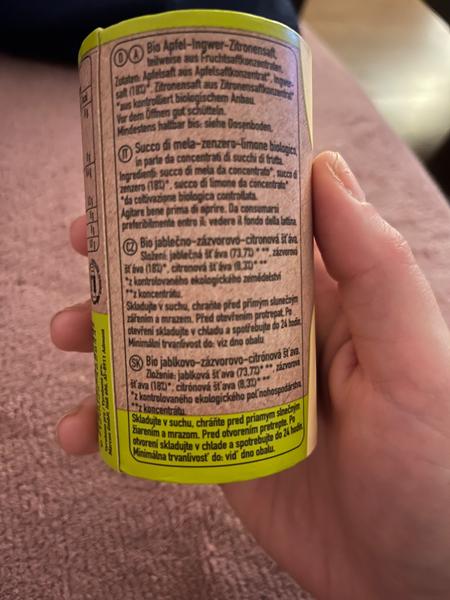 D A Bio Apfel-Ingwer-Zitronensaft,
teilweise aus Fruchtsaftkonzentraten.
Zutaten: Apfelsaft aus Apfelsaftkonzentrat*, Ingwer-
saft (18%)*, Zitronensaft aus Zitronensaftkonzentrat*
*aus kontrolliert biologischem Anbau.
Vor dem Öffnen gut schütteln.
Mindestens haltbar bis: siehe Dosenboden.
IT Succo di mela-zenzero-limone biologico
in parte da concentrati di succhi di frutta.
Ingredienti: succo di mela da concentrato*, succo di
zenzero (18%)*, succo di limone da concentrato*
*da coltivazione biologica controllata.
Agitare bene prima di aprire. Da consumarsi
preferibilmente entro il: vedere il fondo della lattina.
CZ Bio jablečno-zázvorovo-citronová šťáva.
Složení: jablečná šťáva (73,7%)* **, zázvorová
šťáva (18%)*, citronová šťáva (8,3%)* **
*z kontrolovaného ekologického zemědělství
**z koncentrátu.
Skladujte v suchu, chraňte před přímým slunečným
zářením a mrazem. Před otevřením protrepat. Po
otevření skladujte v chladu a spotřebujte do 24 hodin.
Minimální trvanlivost do: viz dno obalu
SK Bio jablkovo-zázvorovo-citrónová šťava.
Zloženie: jablková šťava (73,7%)* **, zázvorová
šťava (18%)*, citrónová šťava (8,3%)* **
*z kontrolovaného ekologického poľnohospodárstva.
**z koncentrátu
Skladujte v suchu, chráňte pred priamym slnečným
žiarením a mrazom. Pred otvorením pretrepte. Po
otvorení skladujte v chlade a spotrebujte do 24 hodín.
Minimálna trvanlivosť do: viď dno obalu.